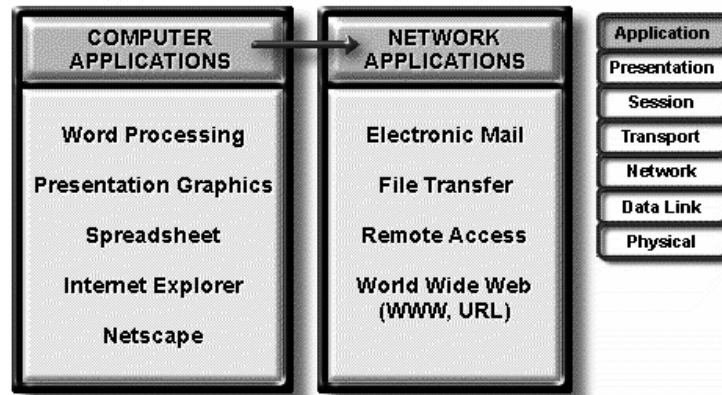 COMPUTER
APPLICATIONS
Word Processing
Presentation Graphics
Spreadsheet
Internet Explorer
Netscape
NETWORK
APPLICATIONS
Electronic Mail
File Transfer
Remote Access
World Wide Web
(WWW, URL)
Application
Presentation
Session
Transport
Network
Data Link
Physical